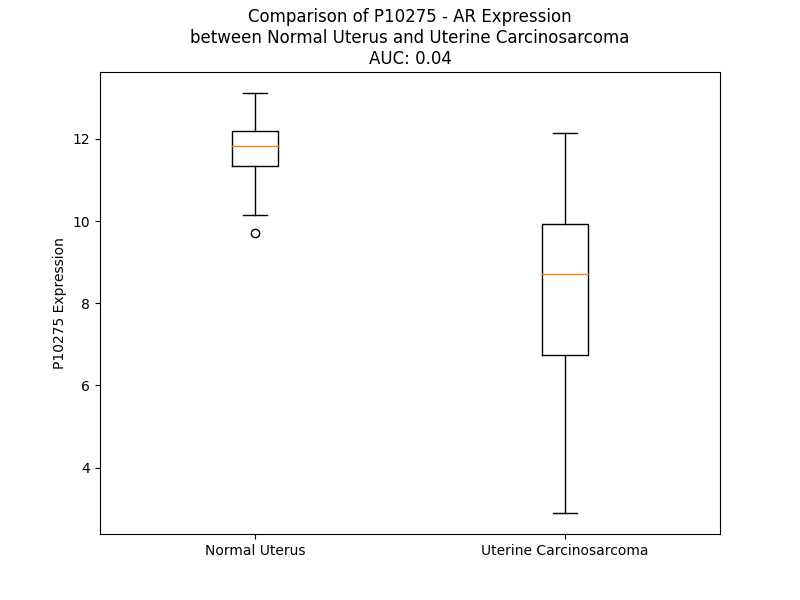 Comparison of P10275 - AR Expression
between Normal Uterus and Uterine Carcinosarcoma
AUC: 0.04
12
10
8
6
4
P10275 Expression
Normal Uterus
Uterine Carcinosarcoma